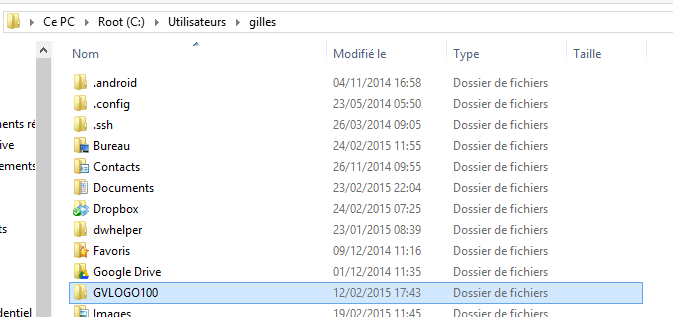 Ce PC Root (C:) Utilisateurs gilles
Nom Modifié le Type Taille
.android 04/11/2014 16:58 Dossier de fichiers
.config 23/05/2014 05:50 Dossier de fichiers
.ssh 26/03/2014 09:05 Dossier de fichiers
ments ré
Bureau 24/02/2015 11:55 Dossier de fichiers
ive
Contacts 26/11/2014 09:55 Dossier de fichiers
ements
Documents 23/02/2015 22:04 Dossier de fichiers
Dropbox 24/02/2015 07:25 Dossier de fichiers
ts
dwhelper 23/01/2015 08:39 Dossier de fichiers
Favoris 09/12/2014 11:16 Dossier de fichiers
Google Drive 01/12/2014 11:35 Dossier de fichiers
GVLOGO100 12/02/2015 17:43 Dossier de fichiers
dentiel
Images 19/02/2015 11:45 Dossier de fichiers